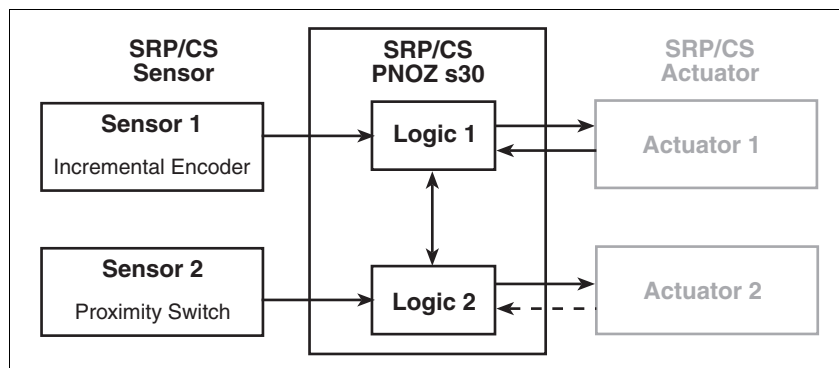 SRP/CS
Sensor
SRP/CS
PNOZ s30
SRP/CS
Actuator
Sensor 1
Incremental Encoder
Logic 1
Actuator 1
Sensor 2
Proximity Switch
Logic 2
Actuator 2